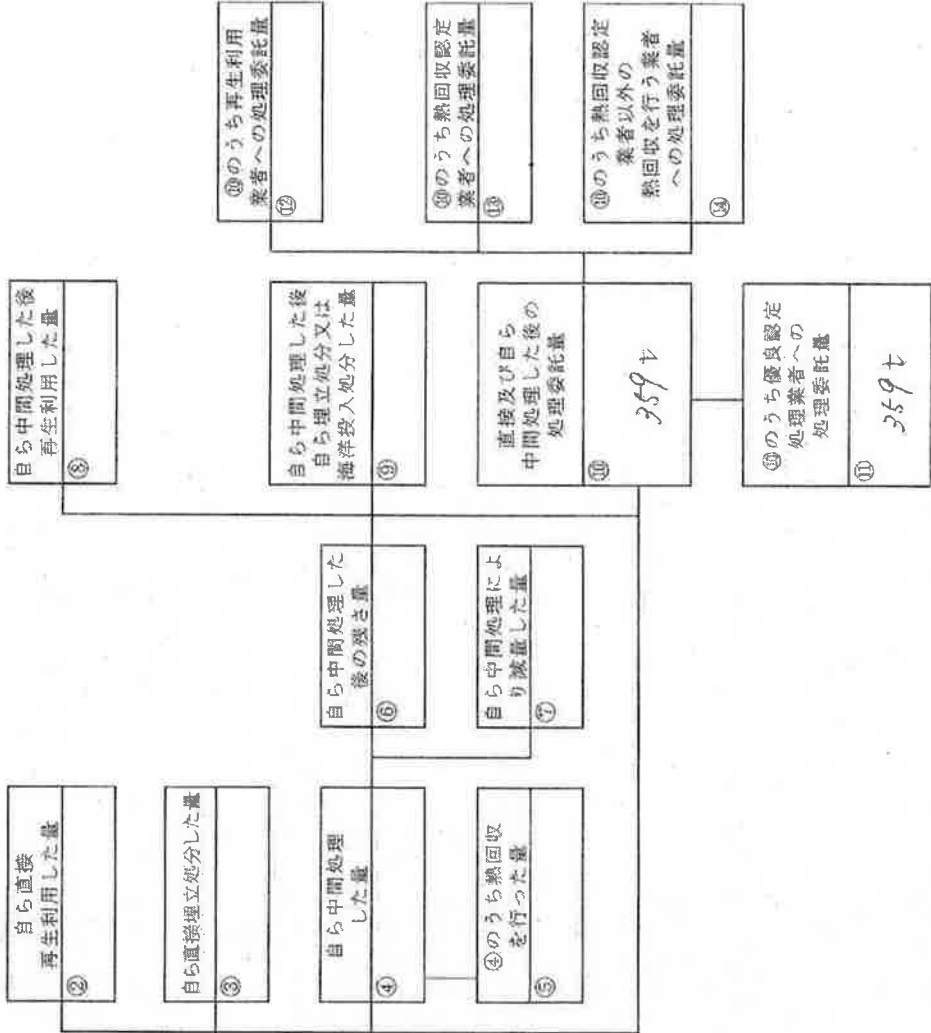 自ら直接
再生利用した量
②
自ら直接埋立処分した量
③
自ら中間処理
した量
④
④のうち熱回収
を行った量
⑤
自ら中間処理した
後の残さ量
⑥
自ら中間処理によ
り減量した量
⑦
自ら中間処理した後
再生利用した量
⑧
自ら中間処理した後
自ら埋立処分又は
海洋投入処分した量
⑨
直接及び自ら
中間処理した後の
処理委託量
⑩
359t
⑩のうち優良認定
処理業者への
処理委託量
⑪
359t
⑩のうち再生利用
業者への処理委託量
⑫
⑩のうち熱回収認定
業者への処理委託量
⑬
⑩のうち熱回収認定
業者以外の
熱回収を行う業者
への処理委託量
⑭